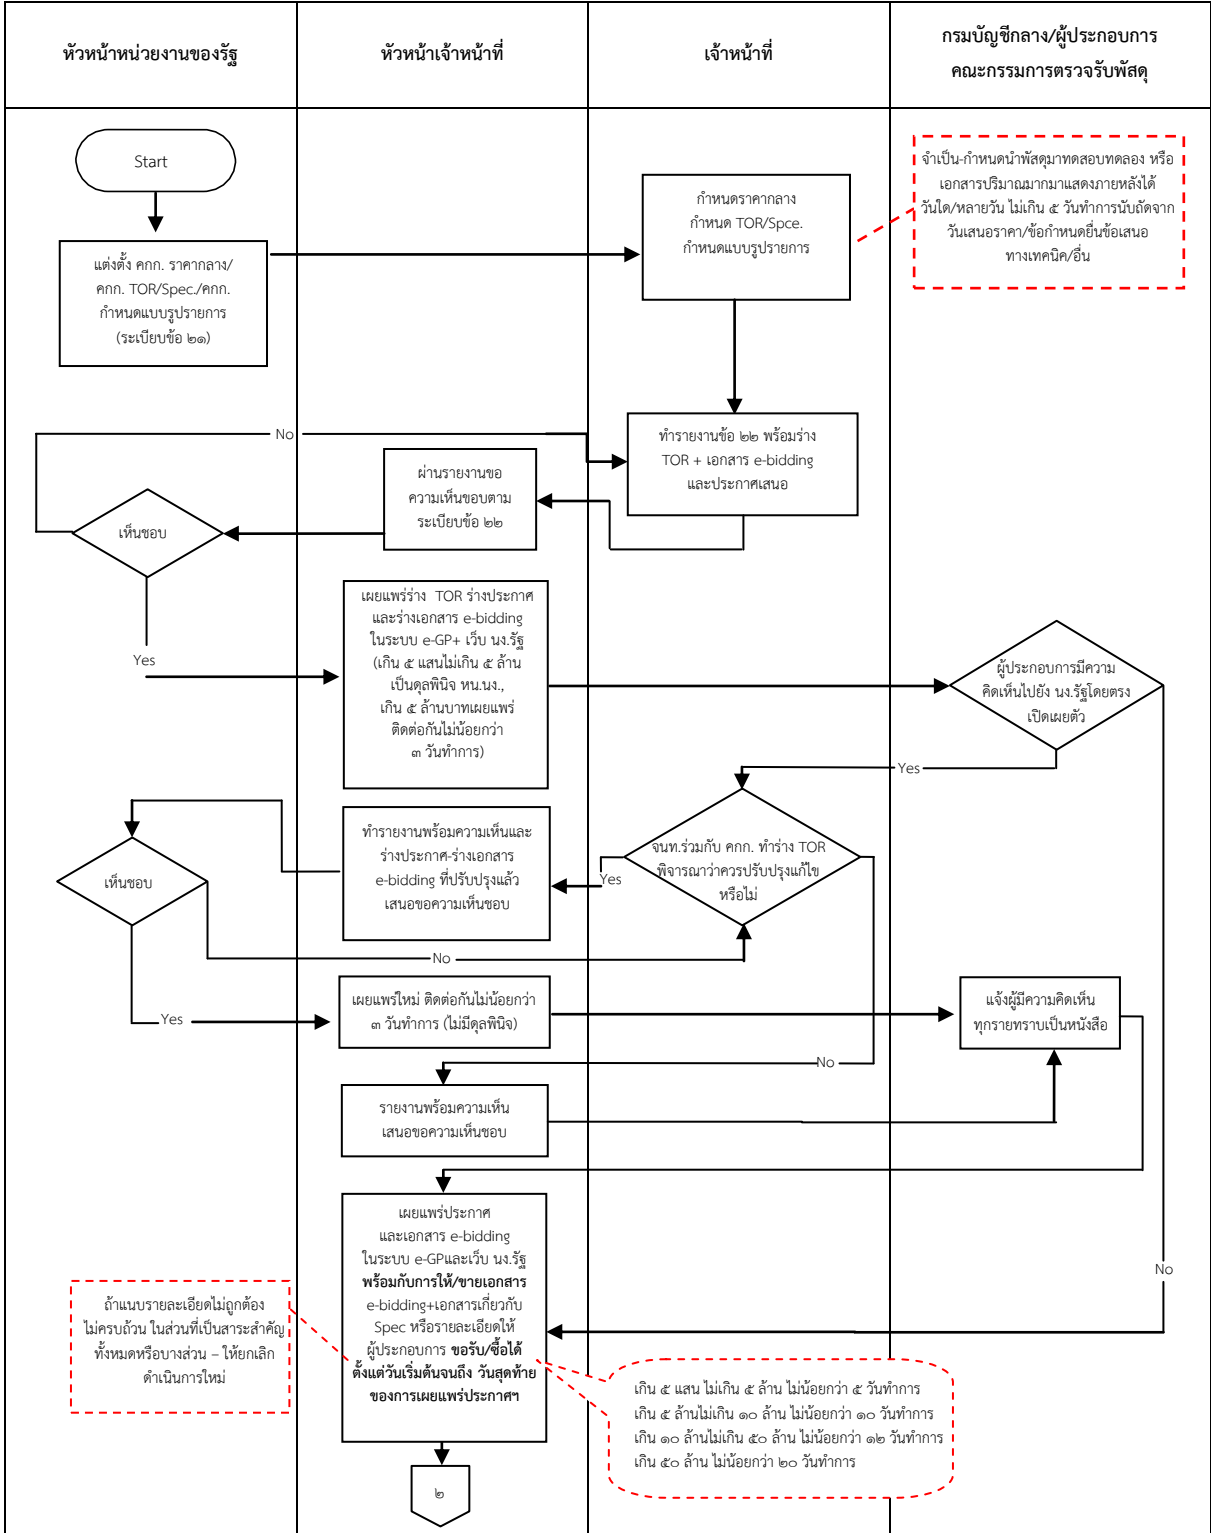 หัวหน้าหน่วยงานของรัฐ
หัวหน้าเจ้าหน้าที่
เจ้าหน้าที่
กรมบัญชีกลาง/ผู้ประกอบการ
คณะกรรมการตรวจรับพัสดุ
Start
แต่งตั้ง คกก. ราคากลาง/
คกก. TOR/Spec./คกก.
กำหนดแบบรูปรายการ
(ระเบียบข้อ ๒๑)
กำหนดราคากลาง
กำหนด TOR/Spce.
กำหนดแบบรูปรายการ
จำเป็น-กำหนดนำพัสดุมาทดสอบทดลอง หรือ
เอกสารปริมาณมากมาแสดงภายหลังได้
วันใด/หลายวัน ไม่เกิน ๕ วันทำการนับถัดจาก
วันเสนอราคา/ข้อกำหนดยื่นข้อเสนอ
ทางเทคนิค/อื่น
ทำรายงานข้อ ๒๒ พร้อมร่าง
TOR + เอกสาร e-bidding
และประกาศเสนอ
No
ผ่านรายงานขอ
ความเห็นขอบตาม
ระเบียบข้อ ๒๒
เห็นชอบ
Yes
เผยแพร่ร่าง TOR ร่างประกาศ
และร่างเอกสาร e-bidding
ในระบบ e-GP+ เว็บ นง.รัฐ
(เกิน ๕ แสนไม่เกิน ๕ ล้าน
เป็นดุลพินิจ หน.นง.,
เกิน ๕ ล้านบาทเผยแพร่
ติดต่อกันไม่น้อยกว่า
๓ วันทำการ)
ผู้ประกอบการมีความ
คิดเห็นไปยัง นง.รัฐโดยตรง
เปิดเผยตัว
Yes
จนท.ร่วมกับ คกก. ทำร่าง TOR
พิจารณาว่าควรปรับปรุงแก้ไข
หรือไม่
Yes
ทำรายงานพร้อมความเห็นและ
ร่างประกาศ-ร่างเอกสาร
e-bidding ที่ปรับปรุงแล้ว
เสนอขอความเห็นชอบ
เห็นชอบ
No
Yes
เผยแพร่ใหม่ ติดต่อกันไม่น้อยกว่า
๓ วันทำการ (ไม่มีดุลพินิจ)
แจ้งผู้มีความคิดเห็น
ทุกรายทราบเป็นหนังสือ
No
รายงานพร้อมความเห็น
เสนอขอความเห็นชอบ
เผยแพร่ประกาศ
และเอกสาร e-bidding
ในระบบ e-GPและเว็บ นง.รัฐ
พร้อมกับการให้/ขายเอกสาร
e-bidding+เอกสารเกี่ยวกับ
Spec หรือรายละเอียดให้
ผู้ประกอบการ ขอรับ/ซื้อได้
ตั้งแต่วันเริ่มต้นจนถึง วันสุดท้าย
ของการเผยแพร่ประกาศฯ
No
ถ้าแนบรายละเอียดไม่ถูกต้อง
ไม่ครบถ้วน ในส่วนที่เป็นสาระสำคัญ
ทั้งหมดหรือบางส่วน – ให้ยกเลิก
ดำเนินการใหม่
เกิน ๕ แสน ไม่เกิน ๕ ล้าน ไม่น้อยกว่า ๕ วันทำการ
เกิน ๕ ล้านไม่เกิน ๑๐ ล้าน ไม่น้อยกว่า ๑๐ วันทำการ
เกิน ๑๐ ล้านไม่เกิน ๕๐ ล้าน ไม่น้อยกว่า ๑๒ วันทำการ
เกิน ๕๐ ล้าน ไม่น้อยกว่า ๒๐ วันทำการ
๒